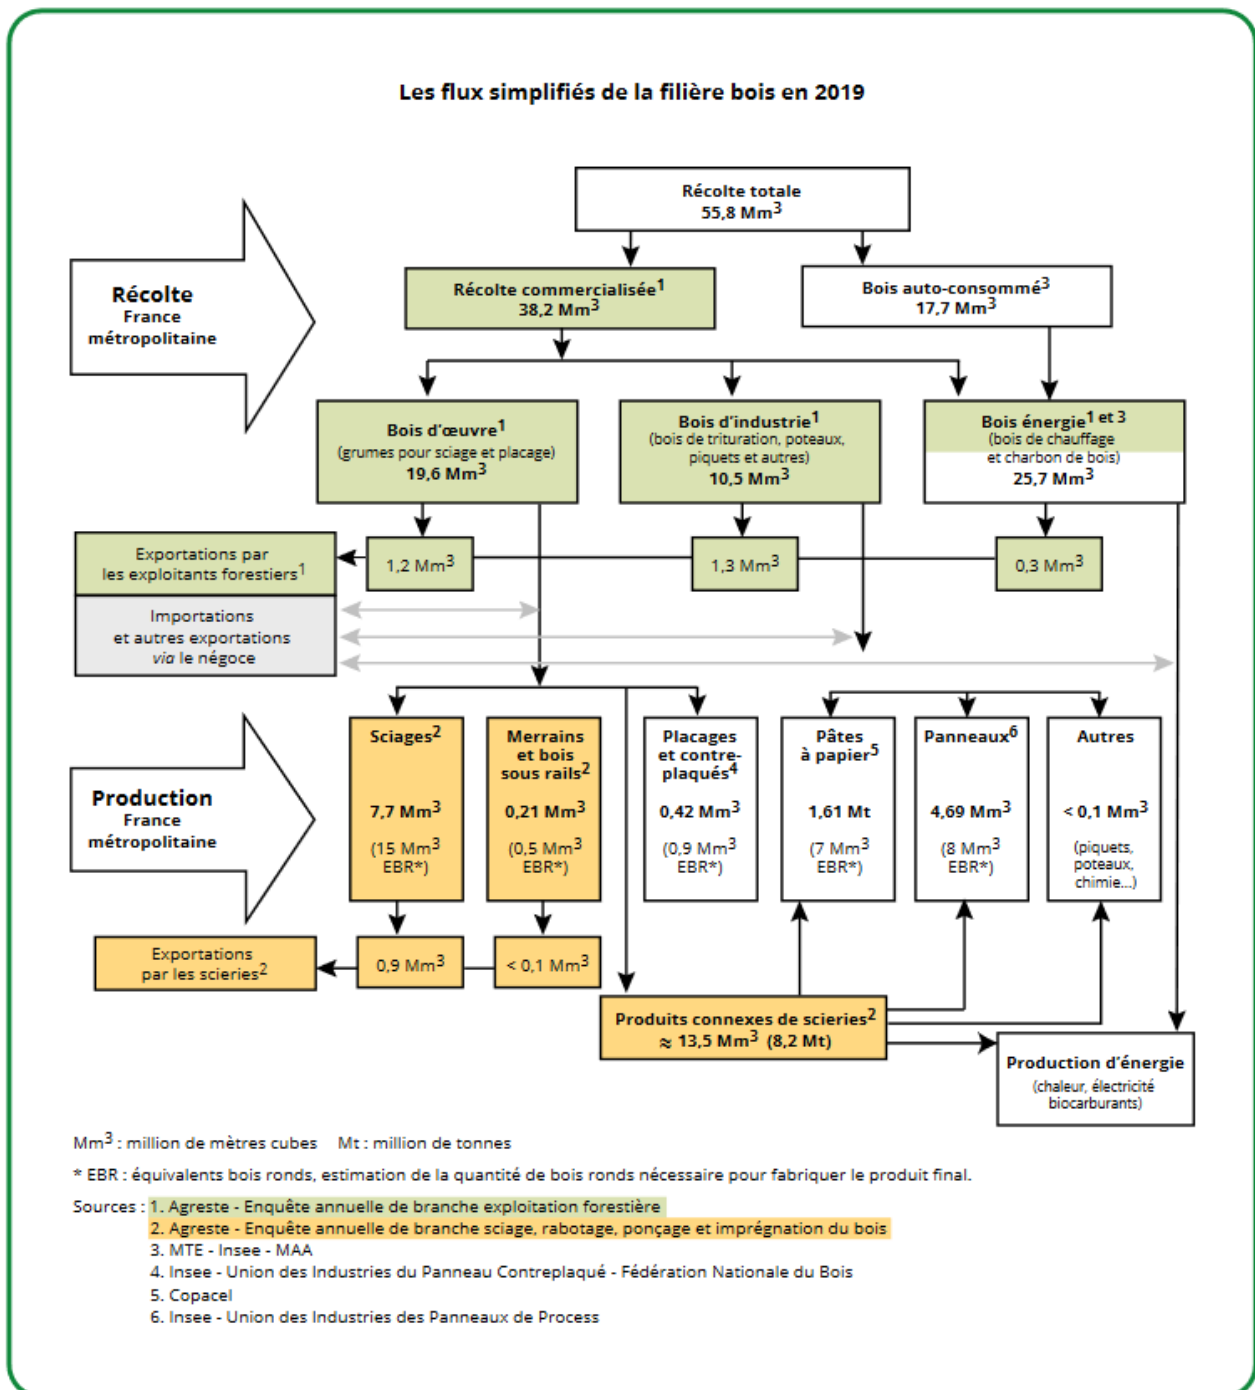 Les flux simplifiés de la filière bois en 2019
Récolte totale
55,8 Mm³
Récolte
France
métropolitaine
Récolte commercialisée¹
38,2 Mm³
Bois auto-consommé³
17,7 Mm³
Bois d'œuvre¹
(grumes pour sciage et placage)
19,6 Mm³
Bois d'industrie¹
(bois de trituration, poteaux,
piquets et autres)
10,5 Mm³
Bois énergie¹ ᵉᵗ ³
(bois de chauffage
et charbon de bois)
25,7 Mm³
Exportations par
les exploitants forestiers¹
1,2 Mm³
1,3 Mm³
0,3 Mm³
Importations
et autres exportations
via le négoce
Production
France
métropolitaine
Sciages²
7,7 Mm³
(15 Mm³
EBR*)
Merrains
et bois
sous rails²
0,21 Mm³
(0,5 Mm³
EBR*)
Placages
et contre-
plaqués⁴
0,42 Mm³
(0,9 Mm³
EBR*)
Pâtes
à papier⁵
1,61 Mt
(7 Mm³
EBR*)
Panneaux⁶
4,69 Mm³
(8 Mm³
EBR*)
Autres
< 0,1 Mm³
(piquets,
poteaux,
chimie...)
Exportations
par les scieries²
0,9 Mm³
< 0,1 Mm³
Produits connexes de scieries²
≈ 13,5 Mm³ (8,2 Mt)
Production d'énergie
(chaleur, électricité
biocarburants)
Mm³ : million de mètres cubes Mt : million de tonnes
* EBR : équivalents bois ronds, estimation de la quantité de bois ronds nécessaire pour fabriquer le produit final.
Sources : 1. Agreste - Enquête annuelle de branche exploitation forestière
2. Agreste - Enquête annuelle de branche sciage, rabotage, ponçage et imprégnation du bois
3. MTE - Insee - MAA
4. Insee - Union des Industries du Panneau Contreplaqué - Fédération Nationale du Bois
5. Copacel
6. Insee - Union des Industries des Panneaux de Process